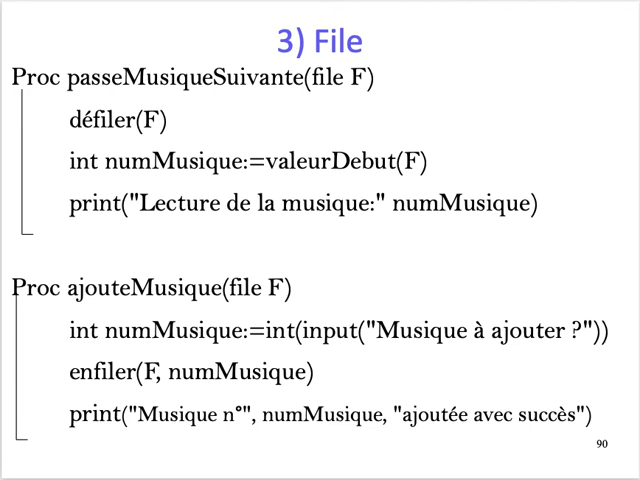 3) File
Proc passeMusiqueSuivante(file F)
défiler(F)
int numMusique:=valeurDebut(F)
print("Lecture de la musique:" numMusique)
Proc ajouteMusique(file F)
int numMusique:=int(input("Musique à ajouter ?"))
enfiler(F, numMusique)
print("Musique n°", numMusique, "ajoutée avec succès")
90